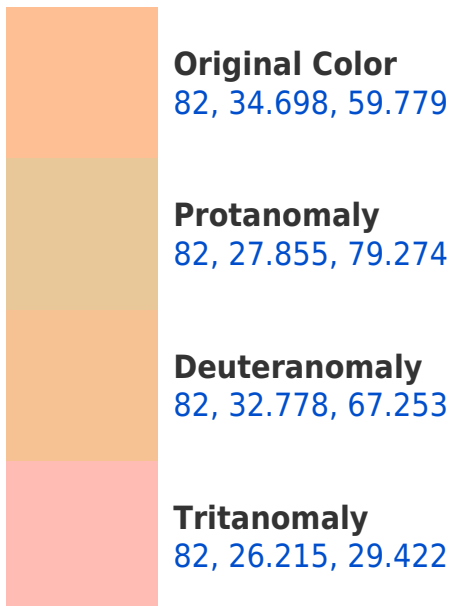 Original Color
82, 34.698, 59.779
Protanomaly
82, 27.855, 79.274
Deuteranomaly
82, 32.778, 67.253
Tritanomaly
82, 26.215, 29.422